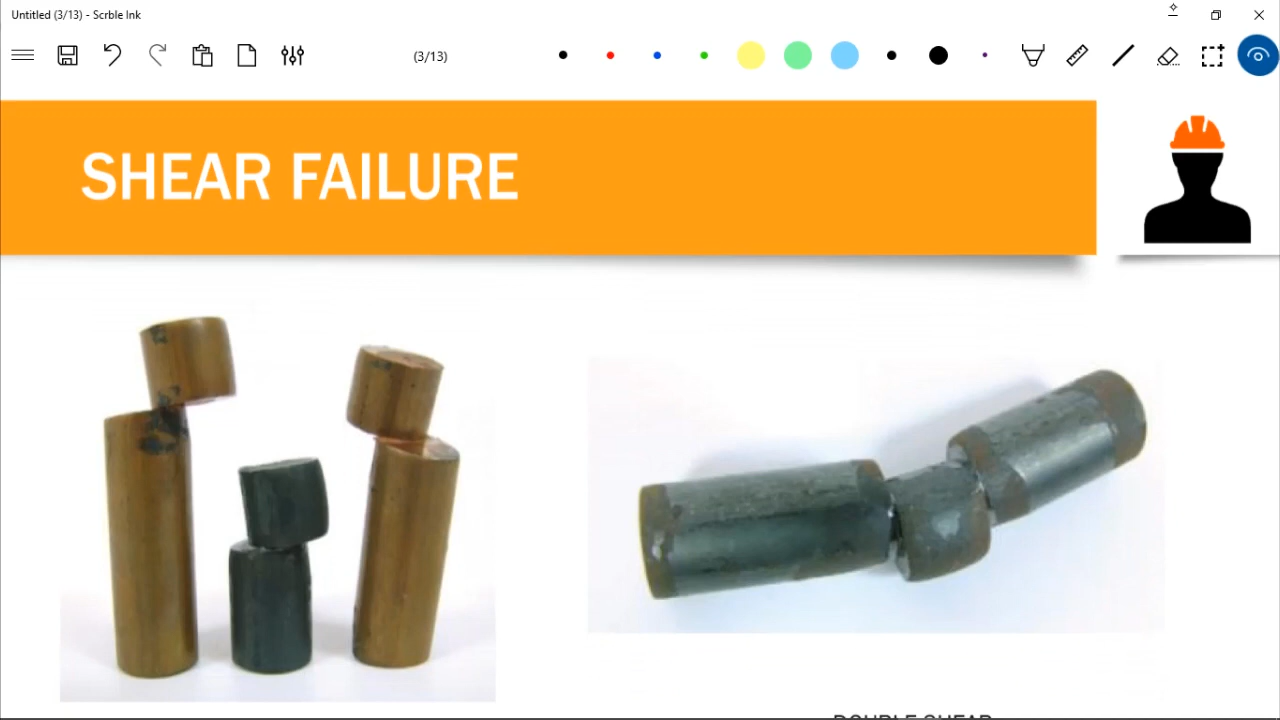 Untitled (3/13) - Scrble Ink
(3/13)
SHEAR FAILURE
DOUBLE SHEAR